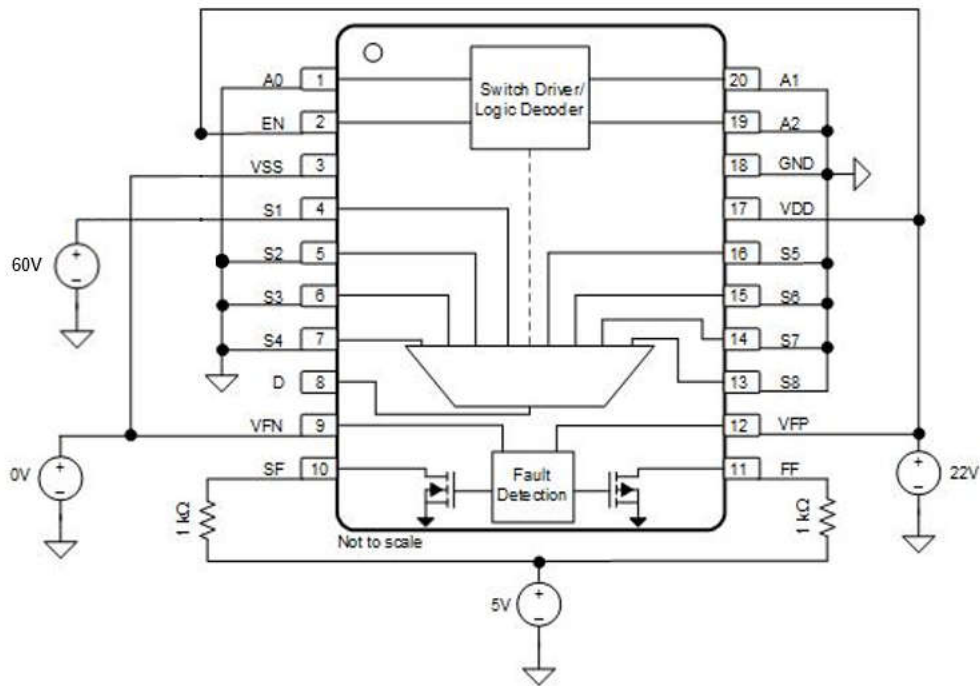 Switch Driver/
Logic Decoder
A0 1
20 A1
EN 2
19 A2
VSS 3
18 GND
S1 4
17 VDD
60V
S2 5
16 S5
S3 6
15 S6
S4 7
14 S7
D 8
13 S8
VFN 9
12 VFP
0V
SF 10
Fault
Detection
11 FF
22V
1 kΩ
1 kΩ
Not to scale
5V
+
−
+
−
+
−
+
−